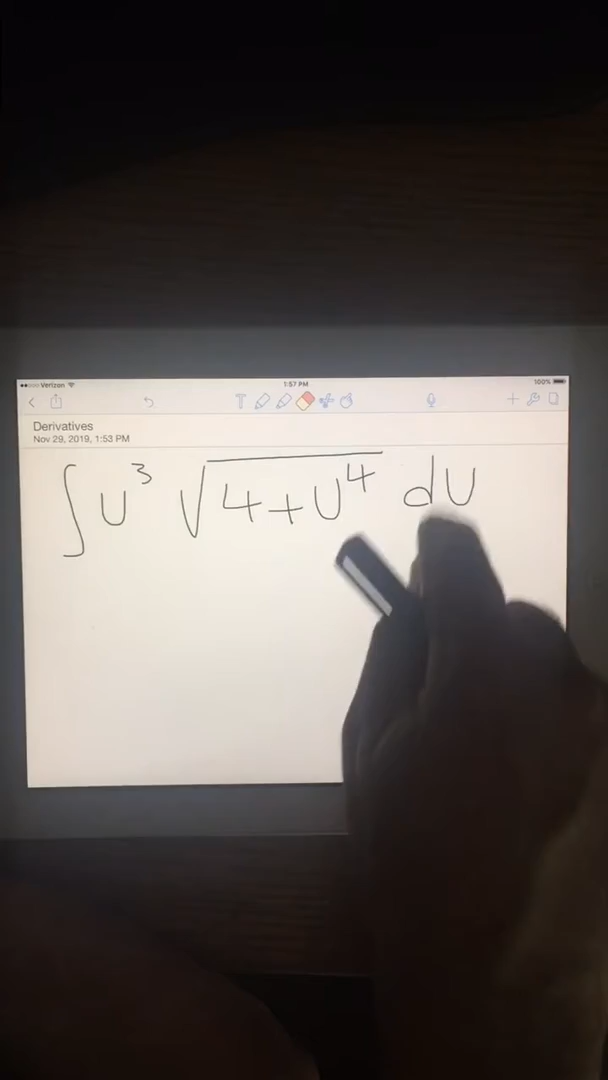 Verizon 1:57 PM 100%
T
Derivatives
Nov 29, 2019, 1:53 PM
∫ U³ √(4+U⁴) dU